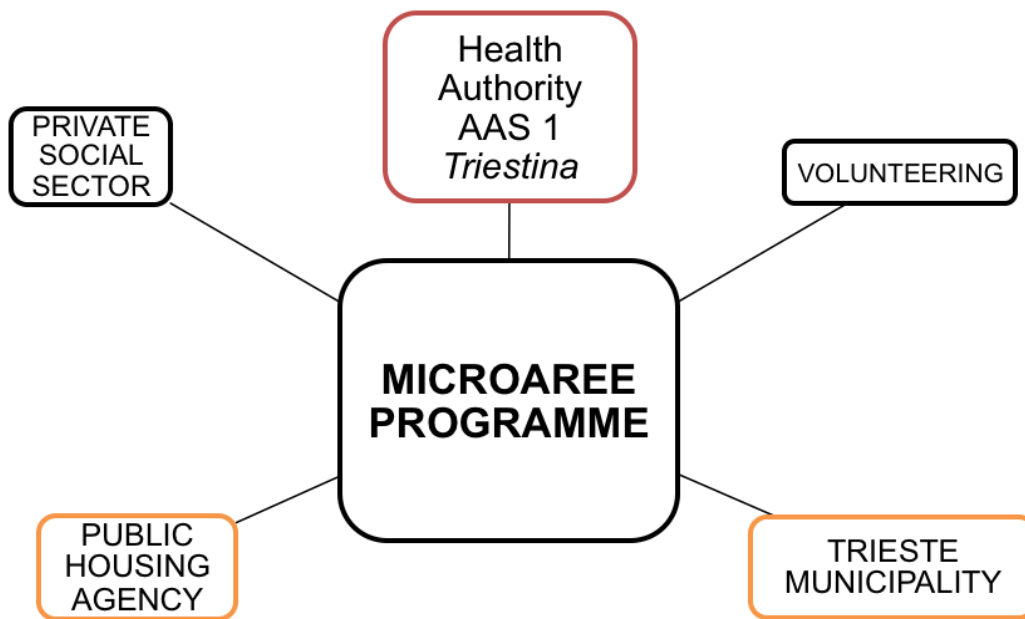 Health
Authority
AAS 1
Triestina
PRIVATE
SOCIAL
SECTOR
VOLUNTEERING
MICROAREE
PROGRAMME
PUBLIC
HOUSING
AGENCY
TRIESTE
MUNICIPALITY